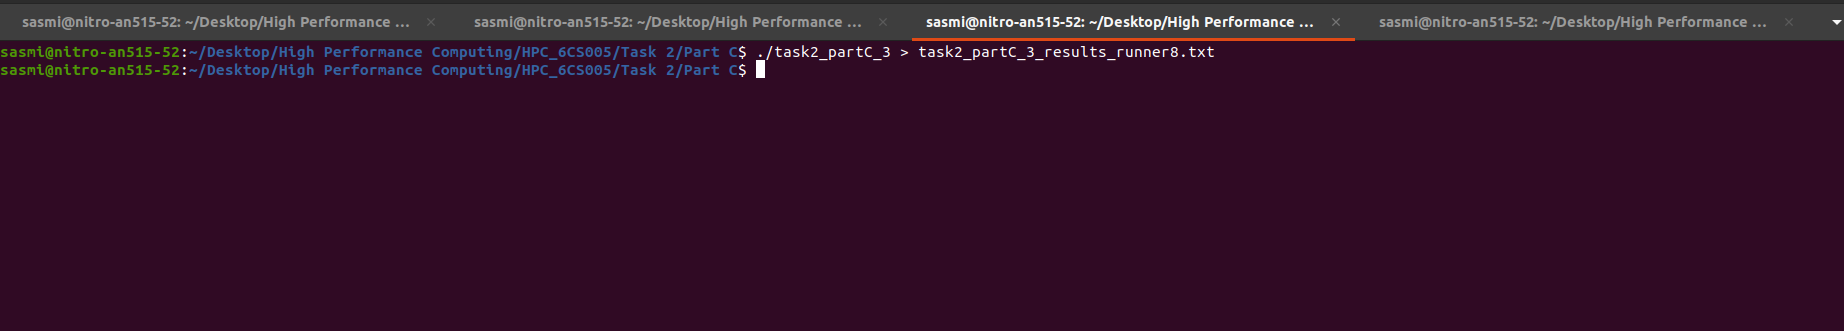 sasmi@nitro-an515-52: ~/Desktop/High Performance ... × sasmi@nitro-an515-52: ~/Desktop/High Performance ... × sasmi@nitro-an515-52: ~/Desktop/High Performance ... × sasmi@nitro-an515-52: ~/Desktop/High Performance ... ×
sasmi@nitro-an515-52:~/Desktop/High Performance Computing/HPC_6CS005/Task 2/Part C$ ./task2_partC_3 > task2_partC_3_results_runner8.txt
sasmi@nitro-an515-52:~/Desktop/High Performance Computing/HPC_6CS005/Task 2/Part C$